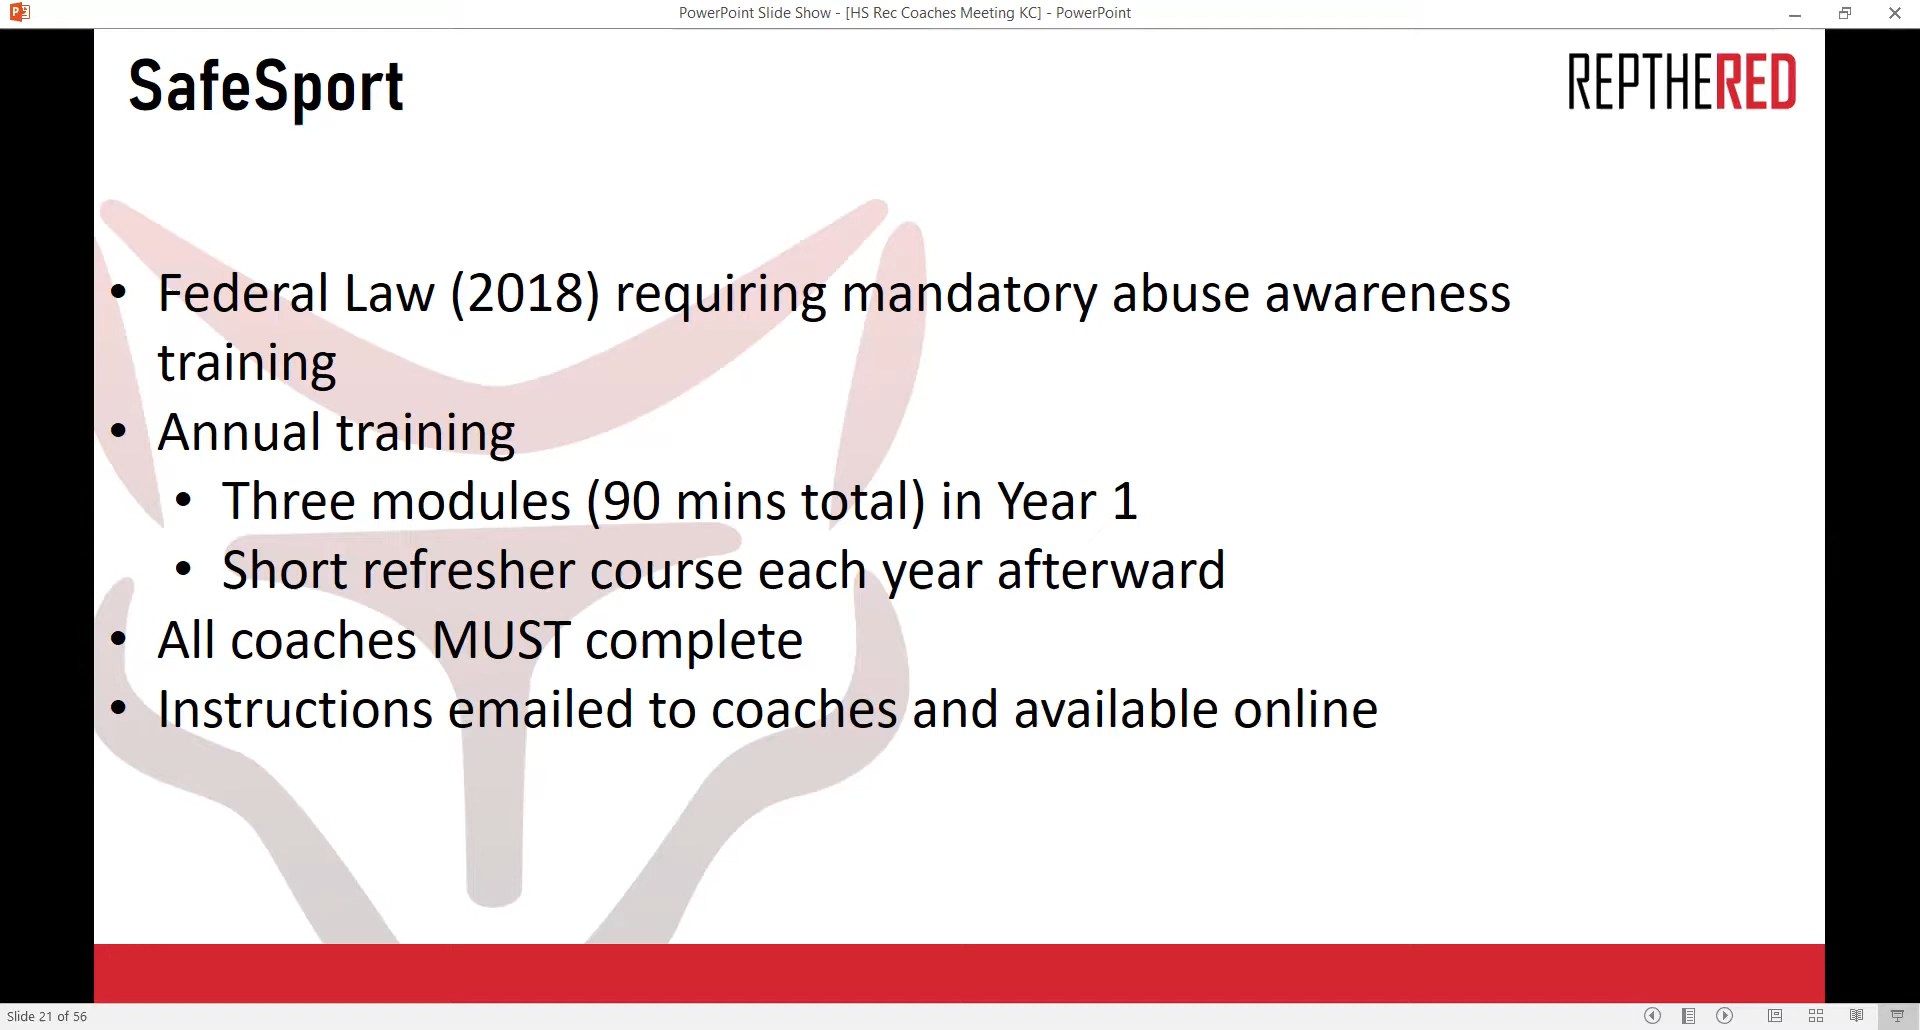 PowerPoint Slide Show - [HS Rec Coaches Meeting KC] - PowerPoint
SafeSport
REPTHERED
• Federal Law (2018) requiring mandatory abuse awareness
training
• Annual training
• Three modules (90 mins total) in Year 1
• Short refresher course each year afterward
• All coaches MUST complete
• Instructions emailed to coaches and available online
Slide 21 of 56